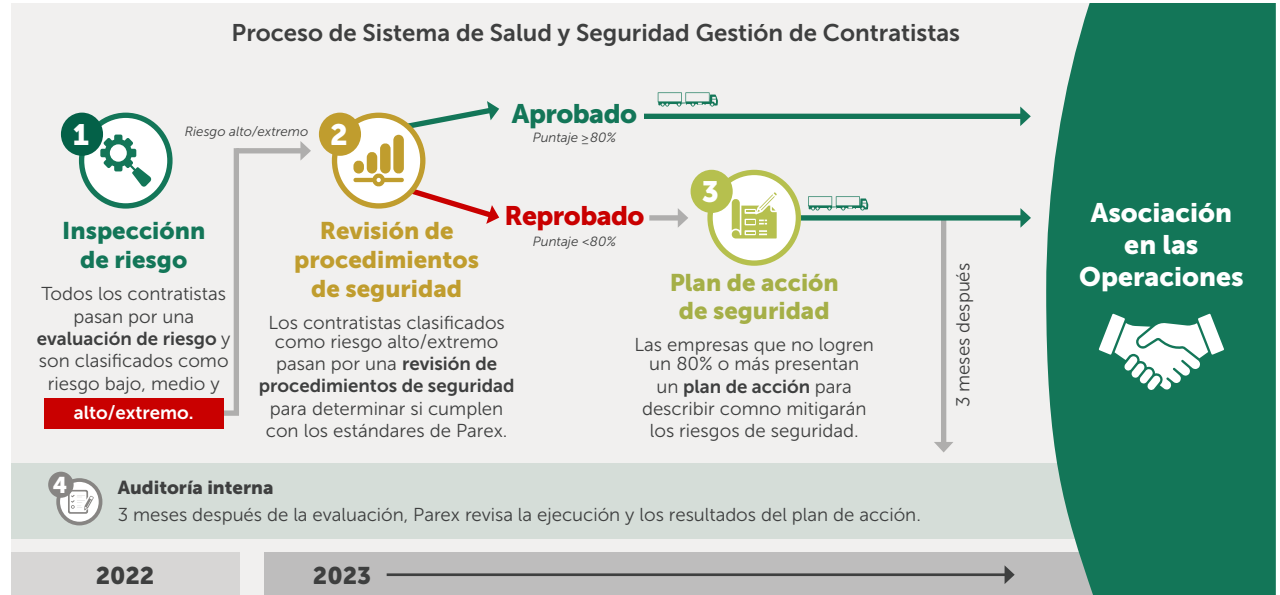 Proceso de Sistema de Salud y Seguridad Gestión de Contratistas
1
Inspecciónn
de riesgo
Todos los contratistas
pasan por una
evaluación de riesgo y
son clasificados como
riesgo bajo, medio y
alto/extremo.
Riesgo alto/extremo
2
Revisión de
procedimientos
de seguridad
Los contratistas clasificados
como riesgo alto/extremo
pasan por una revisión de
procedimientos de seguridad
para determinar si cumplen
con los estándares de Parex.
Aprobado
Puntaje ≥80%
Reprobado
Puntaje <80%
3
Plan de acción
de seguridad
Las empresas que no logren
un 80% o más presentan
un plan de acción para
describir comno mitigarán
los riesgos de seguridad.
3 meses después
Asociación
en las
Operaciones
4
Auditoría interna
3 meses después de la evaluación, Parex revisa la ejecución y los resultados del plan de acción.
2022
2023